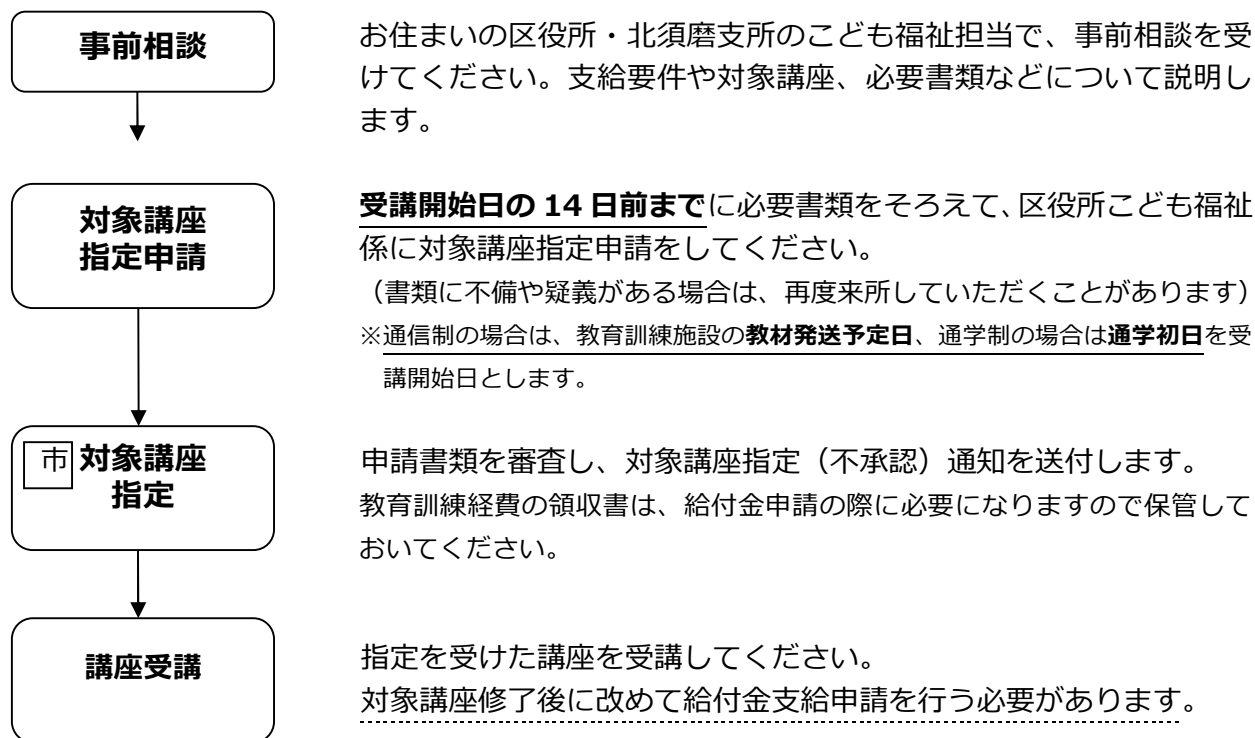 事前相談
お住まいの区役所・北須磨支所のこども福祉担当で、事前相談を受
けてください。支給要件や対象講座、必要書類などについて説明し
ます。
対象講座
指定申請
受講開始日の 14 日前までに必要書類をそろえて、区役所こども福祉
係に対象講座指定申請をしてください。
（書類に不備や疑義がある場合は、再度来所していただくことがあります）
※通信制の場合は、教育訓練施設の教材発送予定日、通学制の場合は通学初日を受
講開始日とします。
市 対象講座
指定
申請書類を審査し、対象講座指定（不承認）通知を送付します。
教育訓練経費の領収書は、給付金申請の際に必要になりますので保管して
おいてください。
講座受講
指定を受けた講座を受講してください。
対象講座修了後に改めて給付金支給申請を行う必要があります。